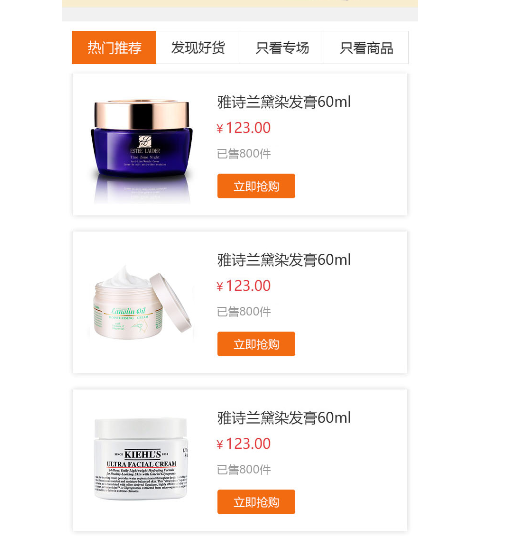 热门推荐 发现好货 只看专场 只看商品
雅诗兰黛染发膏60ml
¥123.00
已售800件
立即抢购
ESTEE LAUDER
雅诗兰黛染发膏60ml
¥123.00
已售800件
立即抢购
Lanolin Oil
雅诗兰黛染发膏60ml
¥123.00
已售800件
立即抢购
KIEHL'S
ULTRA FACIAL CREAM